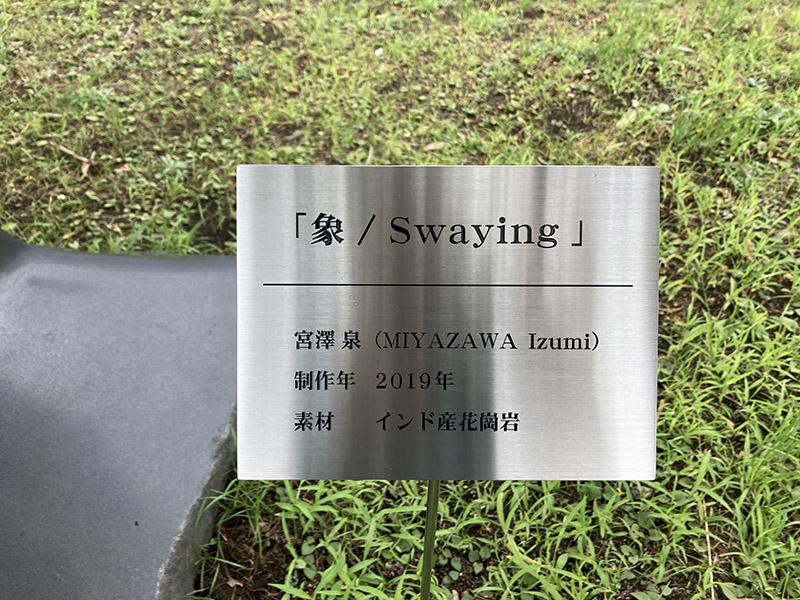 「象 / Swaying 」
宮澤 泉（MIYAZAWA Izumi）
制作年 2019年
素材 インド産花崗岩